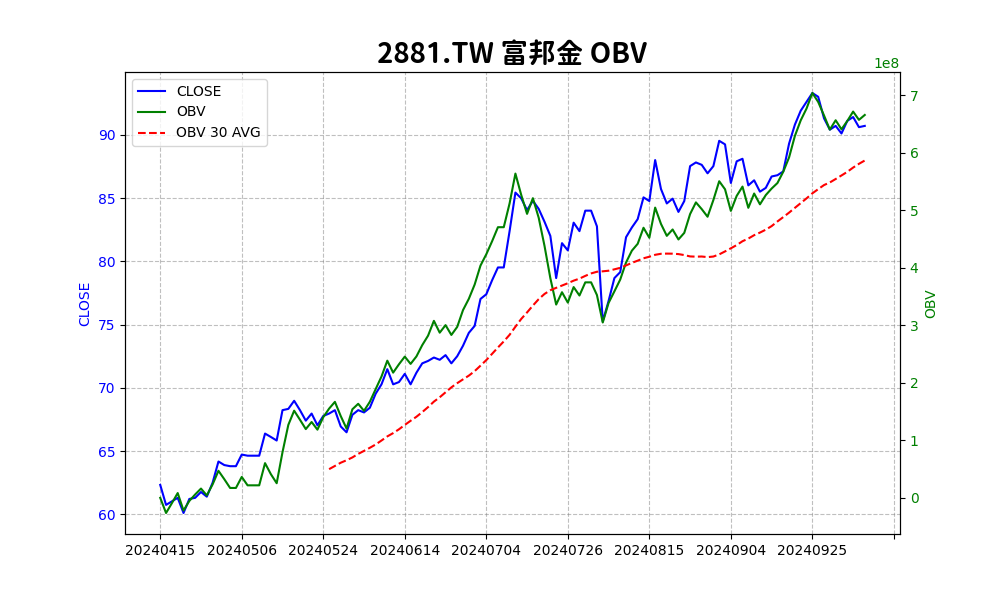 2881.TW 富邦金 OBV
1e8
CLOSE
OBV
OBV 30 AVG
90
85
80
75
70
65
60
CLOSE
7
6
5
4
3
2
1
0
OBV
20240415 20240506 20240524 20240614 20240704 20240726 20240815 20240904 20240925